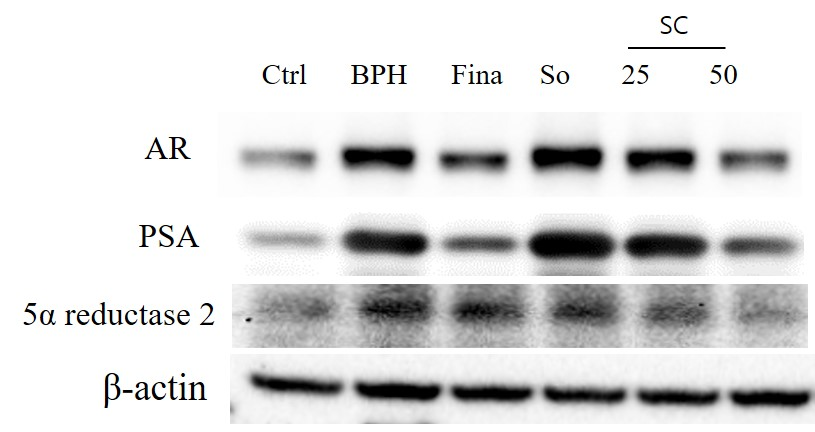 SC
Ctrl BPH Fina So 25 50
AR
PSA
5α reductase 2
β-actin